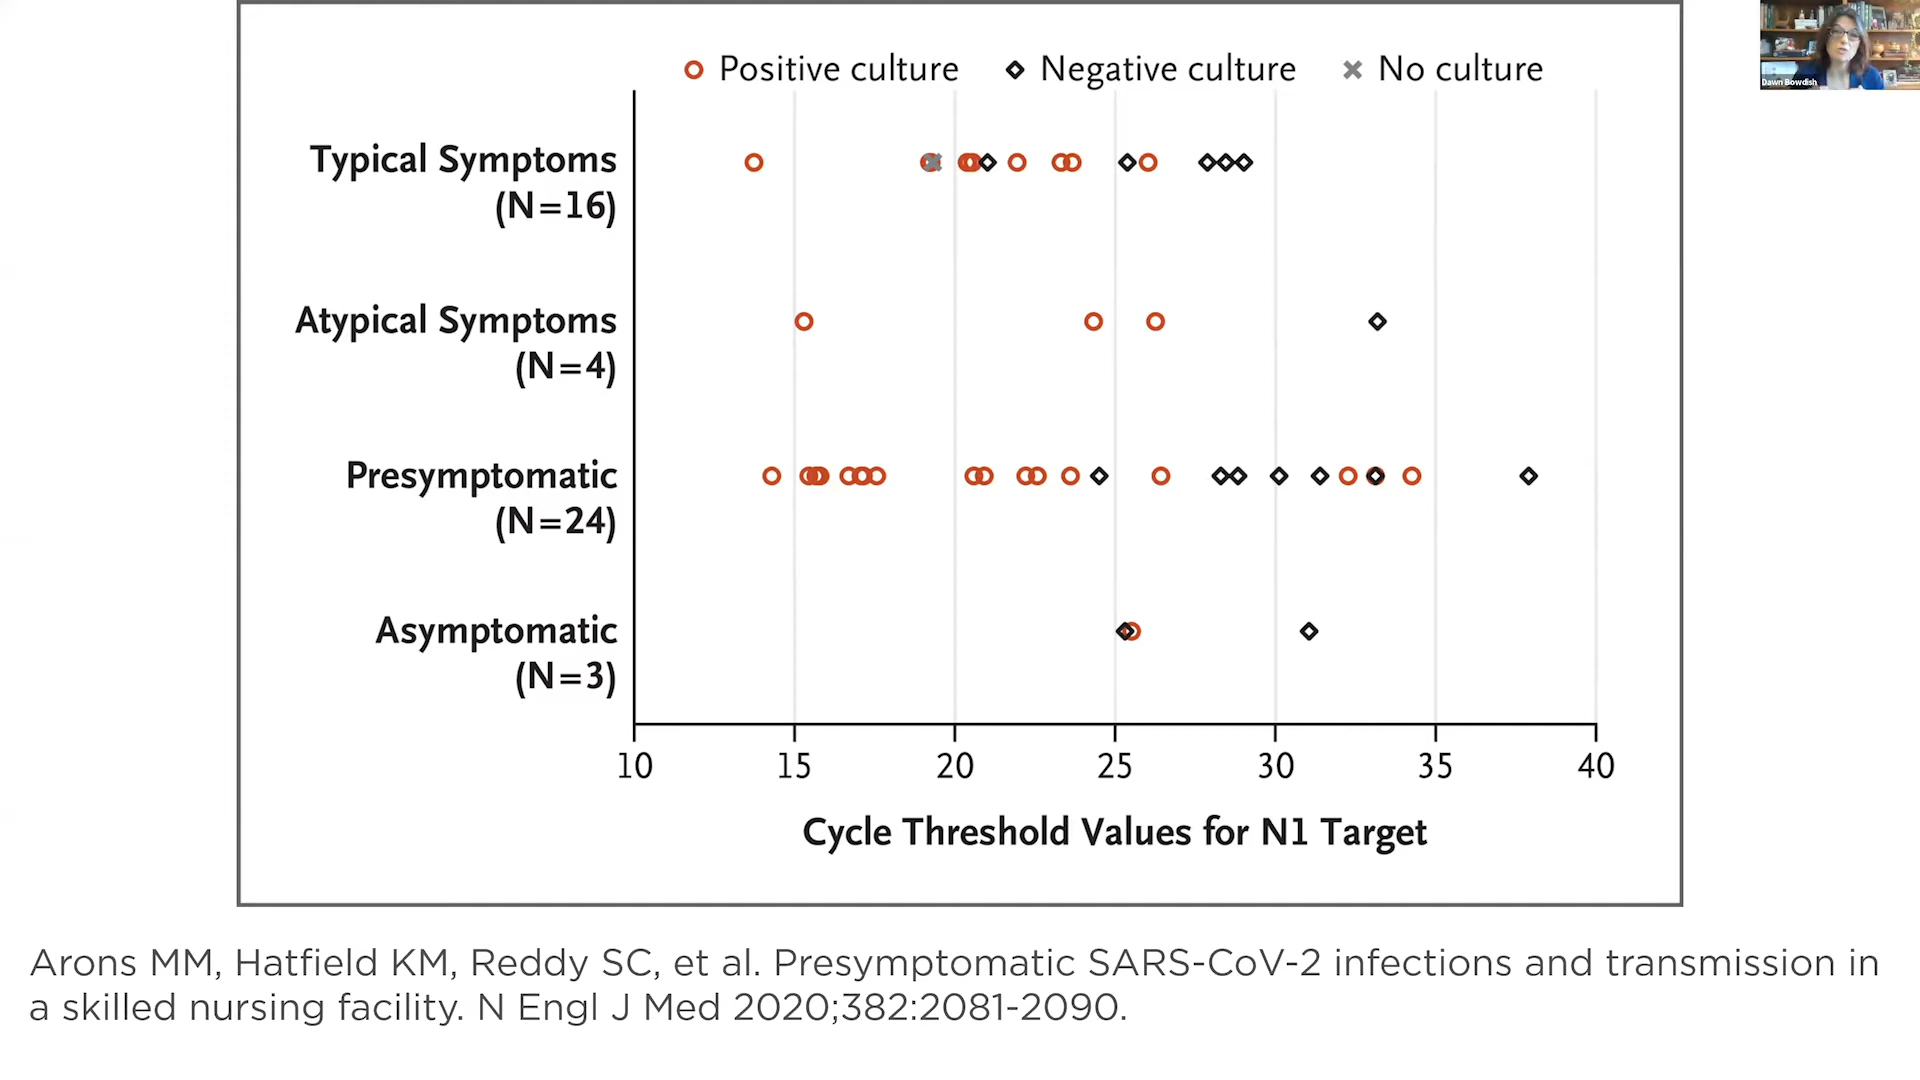 Positive culture Negative culture No culture
Dawn Bowdish
Typical Symptoms
(N=16)
Atypical Symptoms
(N=4)
Presymptomatic
(N=24)
Asymptomatic
(N=3)
10 15 20 25 30 35 40
Cycle Threshold Values for N1 Target
Arons MM, Hatfield KM, Reddy SC, et al. Presymptomatic SARS-CoV-2 infections and transmission in
a skilled nursing facility. N Engl J Med 2020;382:2081-2090.